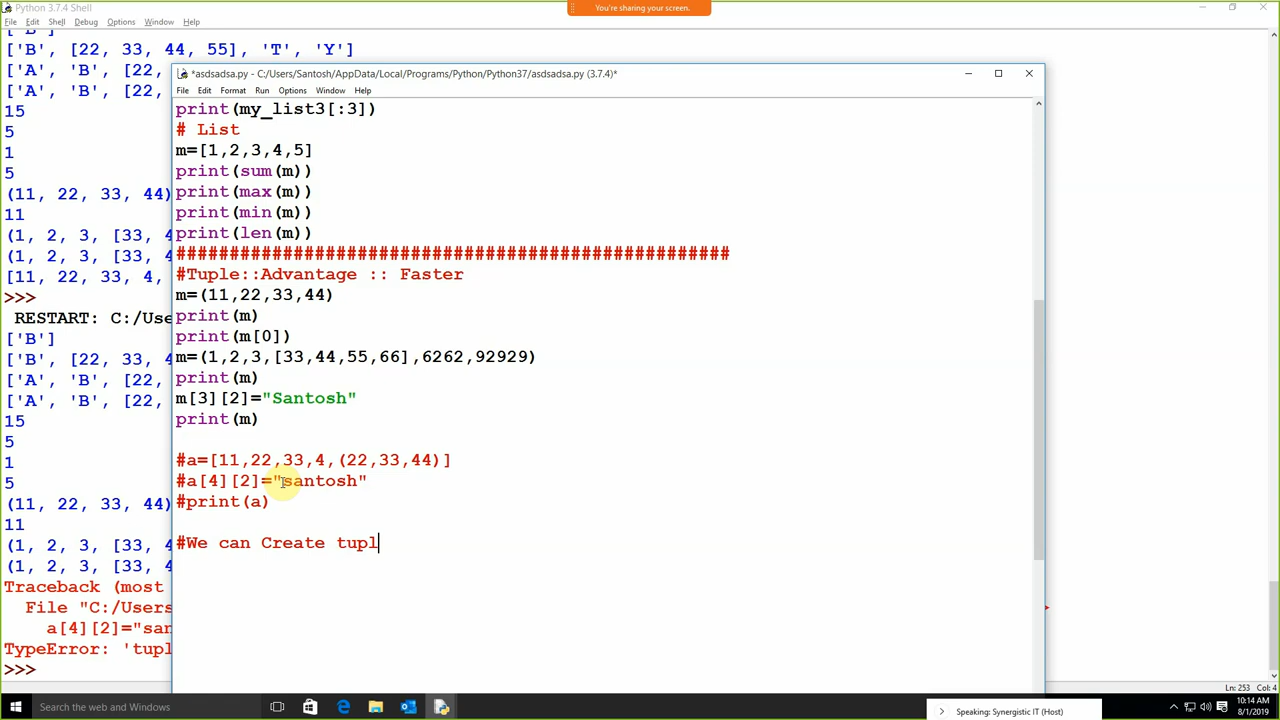 Python 3.7.4 Shell
You're sharing your screen.
File Edit Shell Debug Options Window Help
['B']
['B', [22, 33, 44, 55], 'T', 'Y']
['A', 'B', [22,
['A', 'B', [22,
15
5
1
5
(11, 22, 33, 44)
11
(1, 2, 3, [33, 4
(1, 2, 3, [33, 4
[11, 22, 33, 4,
>>>
RESTART: C:/Use
['B']
['B', [22, 33, 4
['A', 'B', [22,
['A', 'B', [22,
15
5
1
5
(11, 22, 33, 44)
11
(1, 2, 3, [33, 4
(1, 2, 3, [33, 4
Traceback (most
File "C:/Users
a[4][2]="san
TypeError: 'tupl
>>>
*asdsadsa.py - C:/Users/Santosh/AppData/Local/Programs/Python/Python37/asdsadsa.py (3.7.4)*
File Edit Format Run Options Window Help
print(my_list3[:3])
# List
m=[1,2,3,4,5]
print(sum(m))
print(max(m))
print(min(m))
print(len(m))
####################################################
#Tuple::Advantage :: Faster
m=(11,22,33,44)
print(m)
print(m[0])
m=(1,2,3,[33,44,55,66],6262,92929)
print(m)
m[3][2]="Santosh"
print(m)
#a=[11,22,33,4,(22,33,44)]
#a[4][2]="santosh"
#print(a)
#We can Create tupl
Ln: 253 Col: 4
Search the web and Windows
Speaking: Synergistic IT (Host)
10:14 AM
8/1/2019